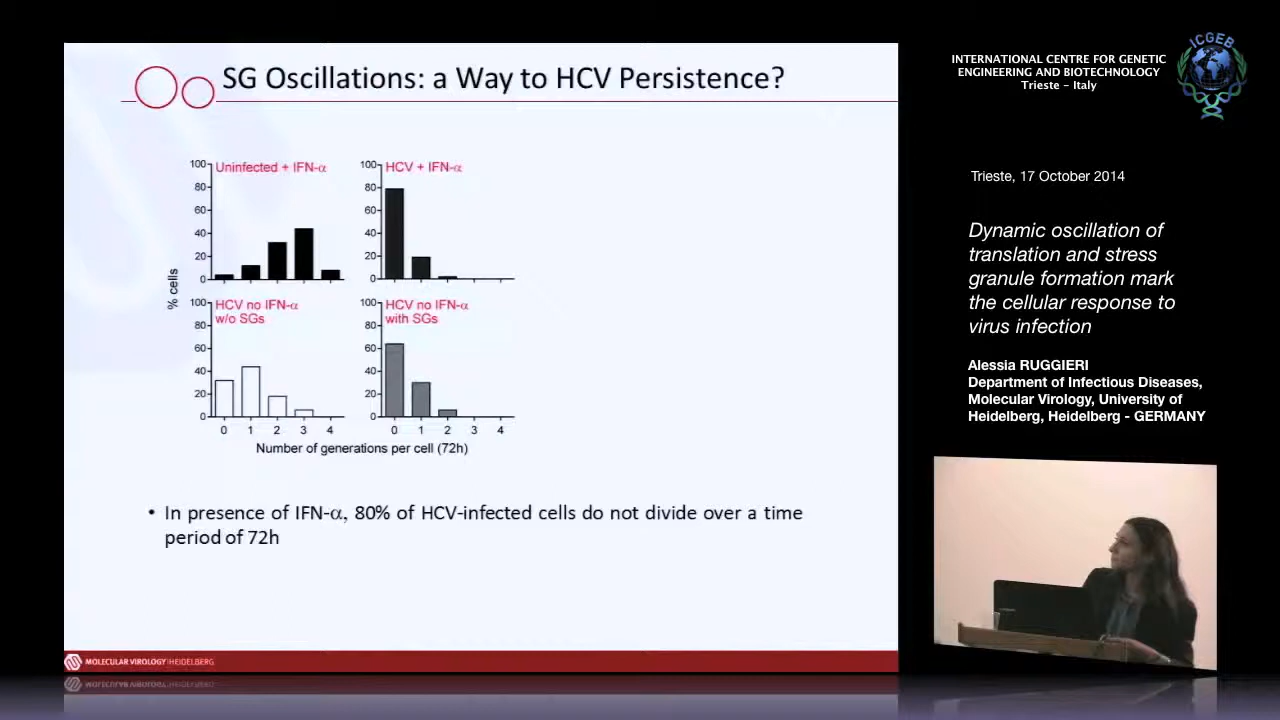 SG Oscillations: a Way to HCV Persistence?
100
80
60
40
20
0
Uninfected + IFN-α
100
80
60
40
20
0
HCV + IFN-α
% cells
100
80
60
40
20
0
HCV no IFN-α
w/o SGs
100
80
60
40
20
0
HCV no IFN-α
with SGs
0 1 2 3 4
0 1 2 3 4
Number of generations per cell (72h)
• In presence of IFN-α, 80% of HCV-infected cells do not divide over a time
period of 72h
MOLECULAR VIROLOGY | HEIDELBERG
INTERNATIONAL CENTRE FOR GENETIC
ENGINEERING AND BIOTECHNOLOGY
Trieste – Italy
ICGEB
Trieste, 17 October 2014
Dynamic oscillation of
translation and stress
granule formation mark
the cellular response to
virus infection
Alessia RUGGIERI
Department of Infectious Diseases,
Molecular Virology, University of
Heidelberg, Heidelberg - GERMANY